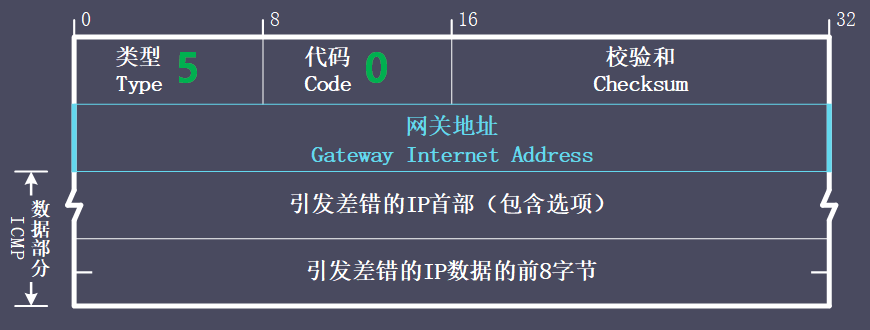 0 8 16 32
类型 5 代码 0 校验和
Type Code Checksum
网关地址
Gateway Internet Address
引发差错的IP首部（包含选项）
引发差错的IP数据的前8字节
数据部分
ICMP